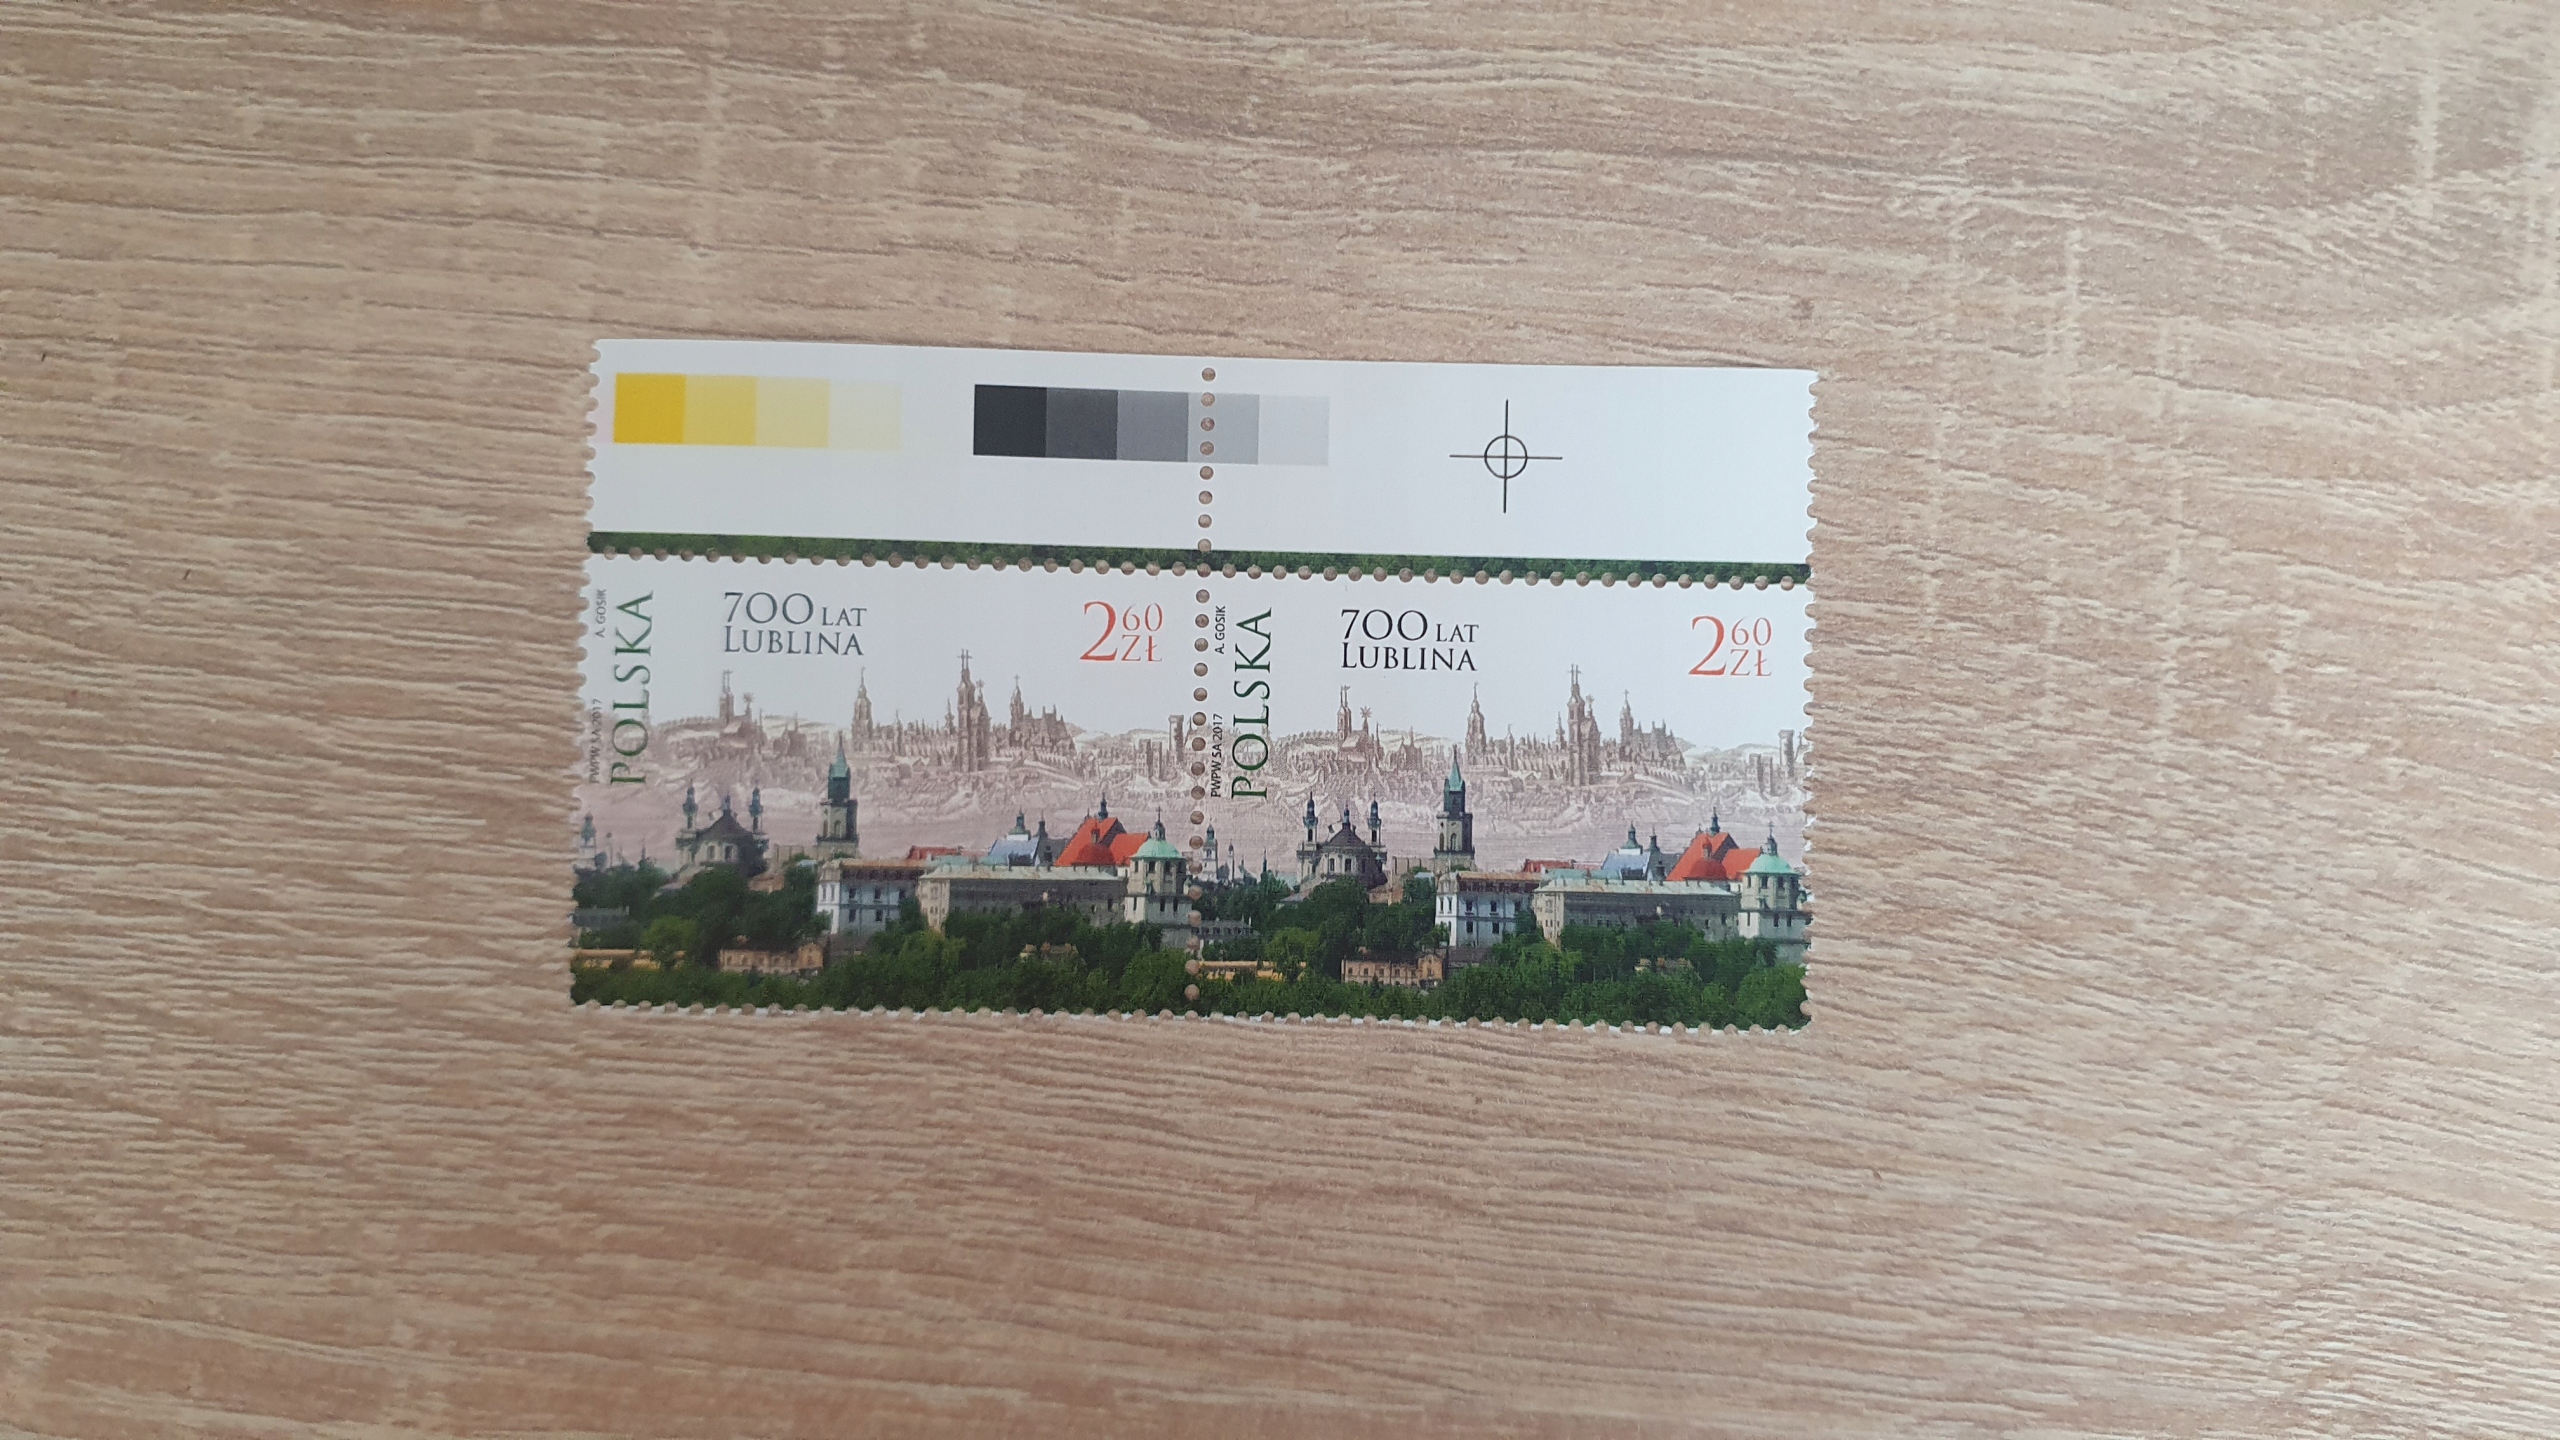 A. GOSIK
PWPW SA 2017
POLSKA
700 LAT
LUBLINA
2 60
ZŁ
A. GOSIK
PWPW SA 2017
POLSKA
700 LAT
LUBLINA
2 60
ZŁ